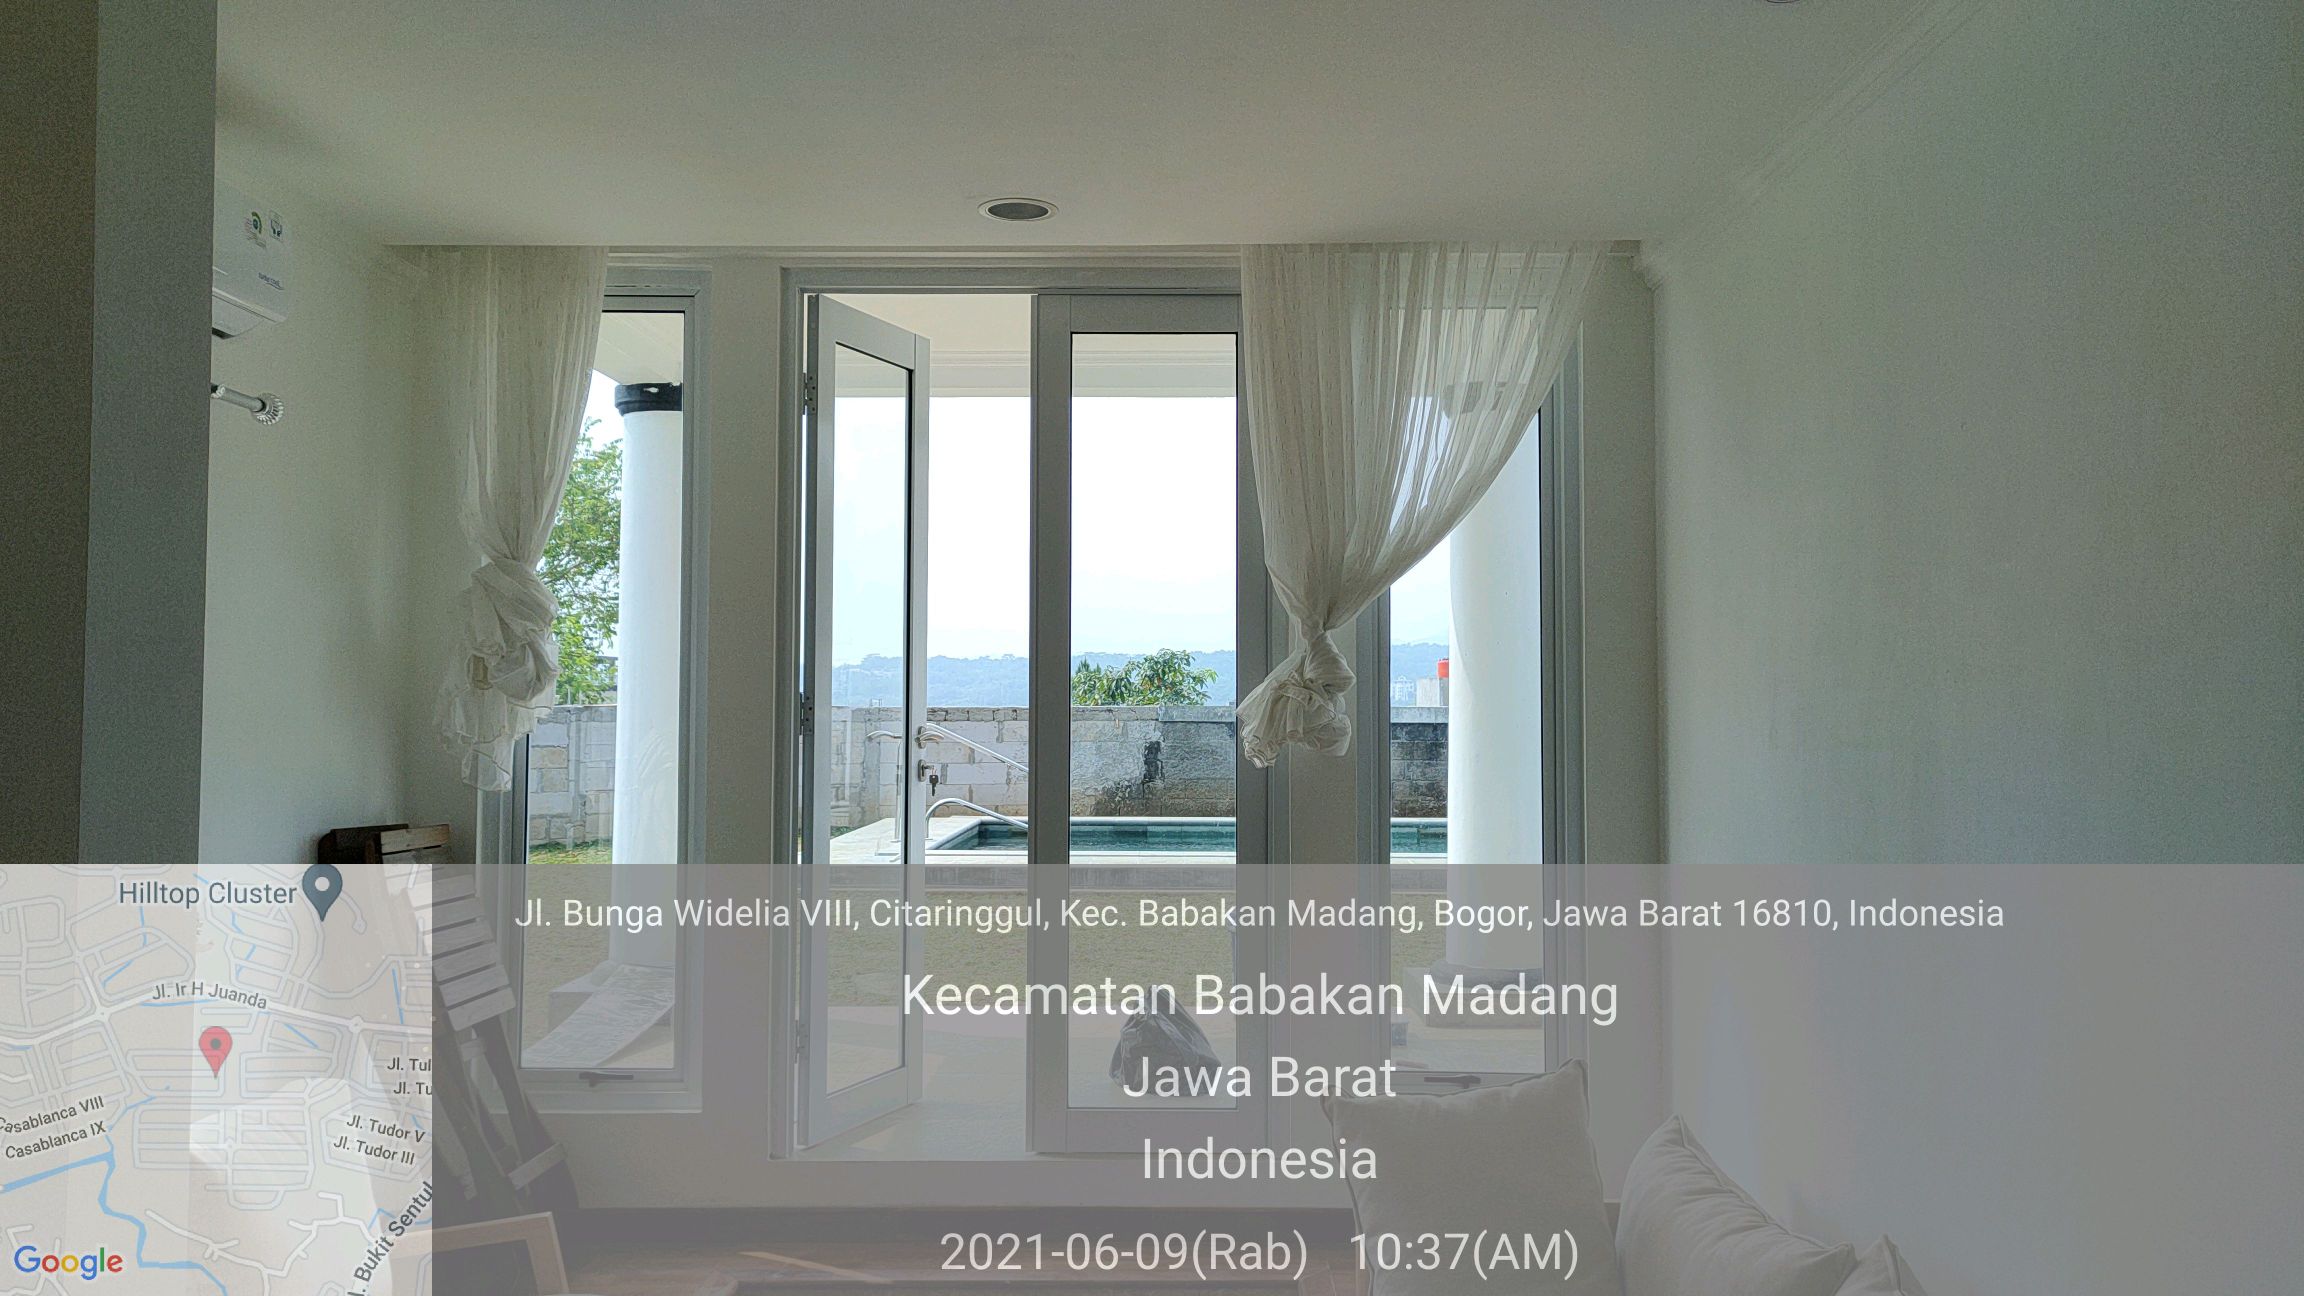 Hilltop Cluster
Jl. Ir H Juanda
Jl. Tul
Jl. Tu
Casablanca VIII
Casablanca IX
Jl. Tudor V
Jl. Tudor III
Jl. Bukit Sentul
Google
Jl. Bunga Widelia VIII, Citaringgul, Kec. Babakan Madang, Bogor, Jawa Barat 16810, Indonesia
Kecamatan Babakan Madang
Jawa Barat
Indonesia
2021-06-09(Rab) 10:37(AM)